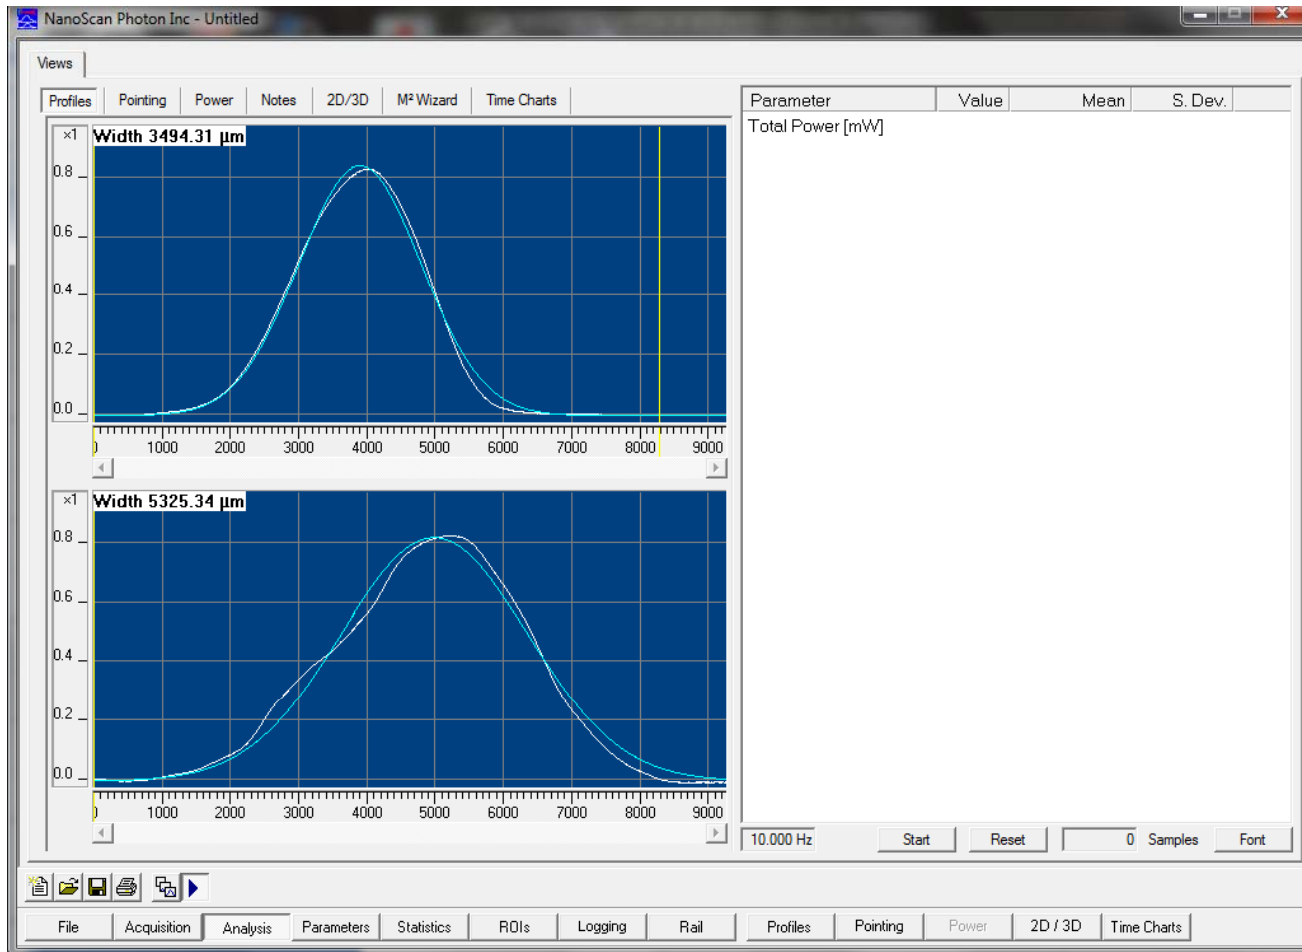 NanoScan Photon Inc - Untitled
Views
Profiles Pointing Power Notes 2D/3D M² Wizard Time Charts
Parameter Value Mean S. Dev.
Total Power [mW]
×1 Width 3494.31 µm
0.8
0.6
0.4
0.2
0.0
1000 2000 3000 4000 5000 6000 7000 8000 9000
×1 Width 5325.34 µm
0.8
0.6
0.4
0.2
0.0
1000 2000 3000 4000 5000 6000 7000 8000 9000
10.000 Hz Start Reset 0 Samples Font
File Acquisition Analysis Parameters Statistics ROIs Logging Rail Profiles Pointing Power 2D / 3D Time Charts